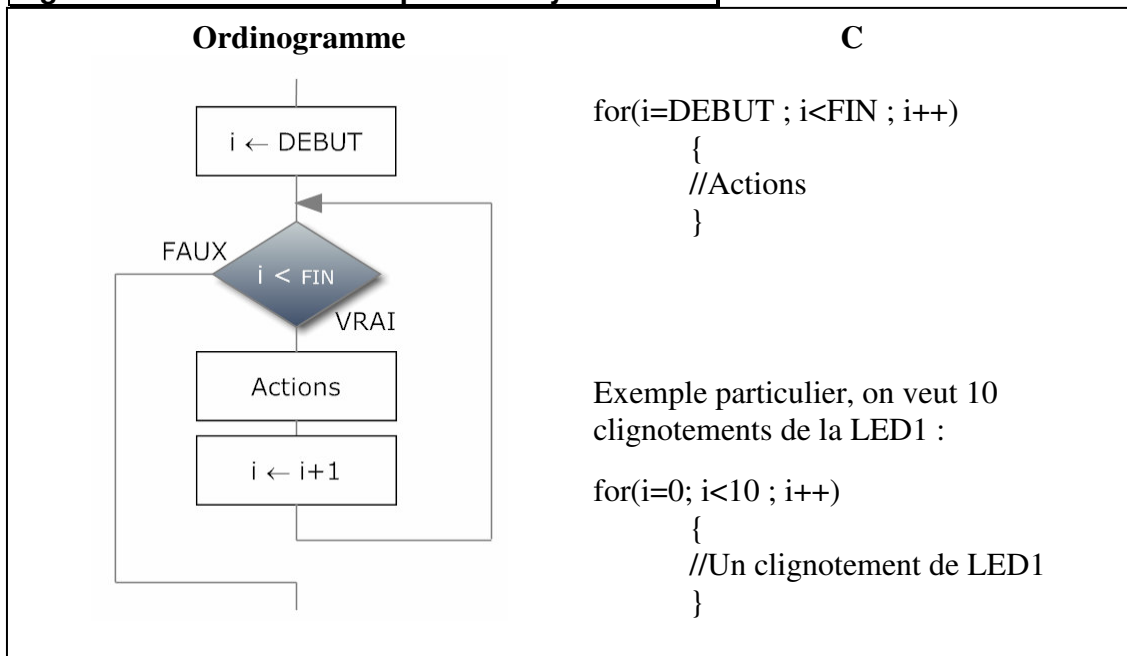 Ordinogramme
i ← DEBUT
FAUX
i < FIN
VRAI
Actions
i ← i+1
C
for(i=DEBUT ; i<FIN ; i++)
{
//Actions
}
Exemple particulier, on veut 10
clignotements de la LED1 :
for(i=0; i<10 ; i++)
{
//Un clignotement de LED1
}